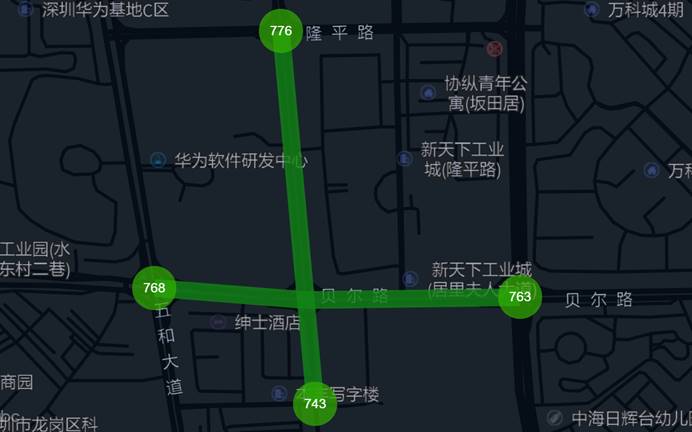 深圳华为基地C区
万科城4期
776
隆平路
协纵青年公
寓(坂田居)
华为软件研发中心
新天下工业
城(隆平路)
万科
工业园(水
东村二巷)
新天下工业城
(居里夫人大道)
768
贝尔路
763
贝尔路
五和大道
绅士酒店
商园
写字楼
743
圳市龙岗区科
中海日辉台幼儿园